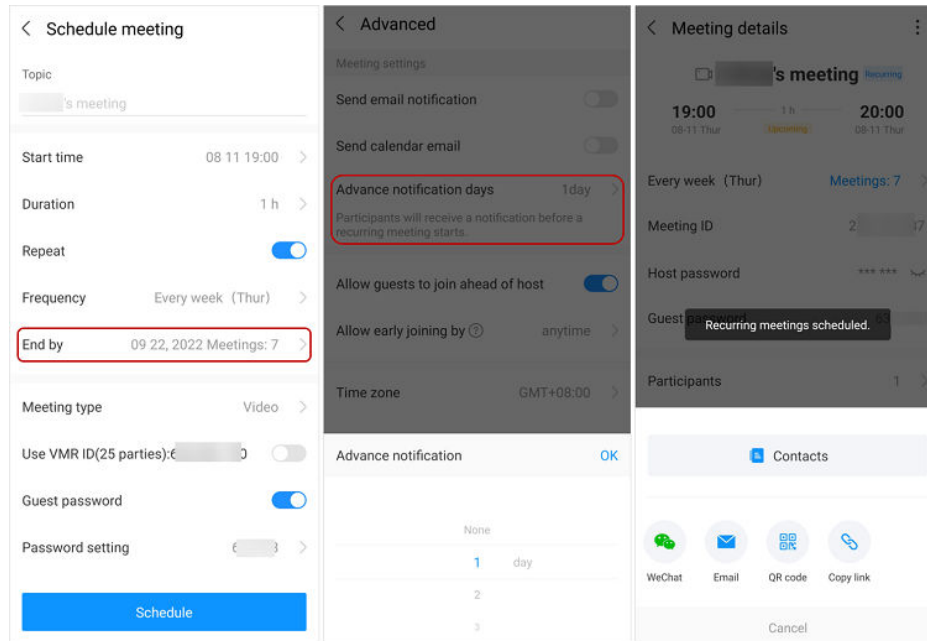 Schedule meeting
Topic
's meeting
Start time 08 11 19:00
Duration 1 h
Repeat
Frequency Every week (Thur)
End by 09 22, 2022 Meetings: 7
Meeting type Video
Use VMR ID(25 parties):
Guest password
Password setting
Schedule
Advanced
Meeting settings
Send email notification
Send calendar email
Advance notification days 1day
Participants will receive a notification before a
recurring meeting starts.
Allow guests to join ahead of host
Allow early joining by ? anytime
Time zone GMT+08:00
Advance notification OK
None
1 day
2
3
Meeting details
's meeting Recurring
19:00 1 h 20:00
08-11 Thur Upcoming 08-11 Thur
Every week (Thur) Meetings: 7
Meeting ID
Host password *** ***
Guest password
Recurring meetings scheduled.
Participants 1
Contacts
WeChat Email QR code Copy link
Cancel